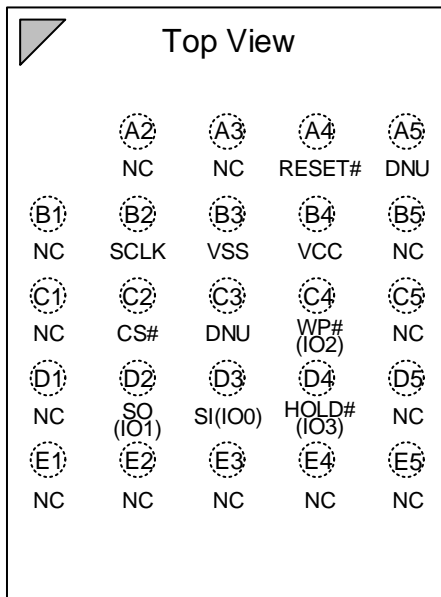 Top View
A2 A3 A4 A5
NC NC RESET# DNU
B1 B2 B3 B4 B5
NC SCLK VSS VCC NC
C1 C2 C3 C4 C5
NC CS# DNU WP# NC
(IO2)
D1 D2 D3 D4 D5
NC SO SI(IO0) HOLD# NC
(IO1) (IO3)
E1 E2 E3 E4 E5
NC NC NC NC NC